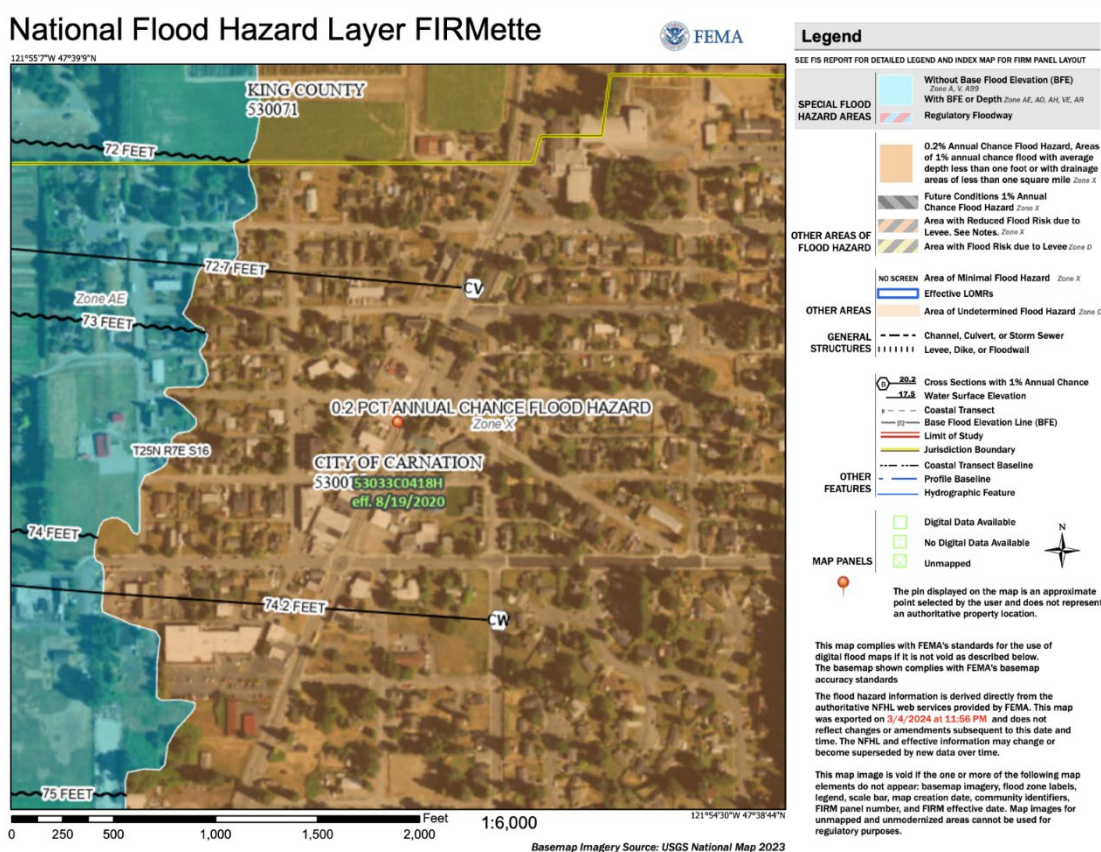 National Flood Hazard Layer FIRMette
FEMA
121°55'7"W 47°39'9"N
KING COUNTY
530071
72 FEET
72.7 FEET
CV
Zone AE
73 FEET
0.2 PCT ANNUAL CHANCE FLOOD HAZARD
Zone X
T25N R7E S16
CITY OF CARNATION
53033C0418H
eff. 8/19/2020
74 FEET
74.2 FEET
CW
75 FEET
Feet
0 250 500 1,000 1,500 2,000
1:6,000
121°54'30"W 47°38'44"N
Basemap Imagery Source: USGS National Map 2023
Legend
SEE FIS REPORT FOR DETAILED LEGEND AND INDEX MAP FOR FIRM PANEL LAYOUT
SPECIAL FLOOD
HAZARD AREAS
Without Base Flood Elevation (BFE)
Zone A, V, A99
With BFE or Depth Zone AE, AO, AH, VE, AR
Regulatory Floodway
OTHER AREAS OF
FLOOD HAZARD
0.2% Annual Chance Flood Hazard, Areas
of 1% annual chance flood with average
depth less than one foot or with drainage
areas of less than one square mile Zone X
Future Conditions 1% Annual
Chance Flood Hazard Zone X
Area with Reduced Flood Risk due to
Levee. See Notes. Zone X
Area with Flood Risk due to Levee Zone D
OTHER AREAS
NO SCREEN Area of Minimal Flood Hazard Zone X
Effective LOMRs
Area of Undetermined Flood Hazard Zone D
GENERAL
STRUCTURES
Channel, Culvert, or Storm Sewer
Levee, Dike, or Floodwall
OTHER
FEATURES
B 20.2 Cross Sections with 1% Annual Chance
17.5 Water Surface Elevation
8 Coastal Transect
Base Flood Elevation Line (BFE)
Limit of Study
Jurisdiction Boundary
Coastal Transect Baseline
Profile Baseline
Hydrographic Feature
MAP PANELS
Digital Data Available
No Digital Data Available
Unmapped
N
The pin displayed on the map is an approximate
point selected by the user and does not represent
an authoritative property location.
This map complies with FEMA's standards for the use of
digital flood maps if it is not void as described below.
The basemap shown complies with FEMA's basemap
accuracy standards
The flood hazard information is derived directly from the
authoritative NFHL web services provided by FEMA. This map
was exported on 3/4/2024 at 11:56 PM and does not
reflect changes or amendments subsequent to this date and
time. The NFHL and effective information may change or
become superseded by new data over time.
This map image is void if the one or more of the following map
elements do not appear: basemap imagery, flood zone labels,
legend, scale bar, map creation date, community identifiers,
FIRM panel number, and FIRM effective date. Map images for
unmapped and unmodernized areas cannot be used for
regulatory purposes.